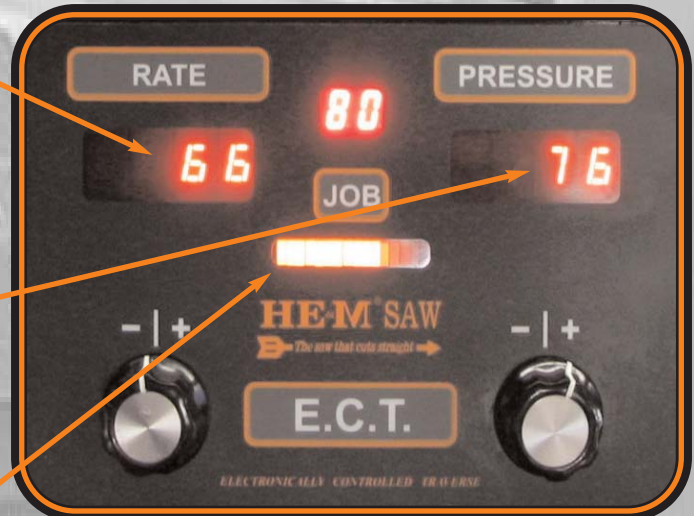 RATE
80
PRESSURE
66
76
JOB
- | +
HE&M® SAW
- | +
The saw that cuts straight
E.C.T.
ELECTRONICALLY CONTROLLED TRAVERSE